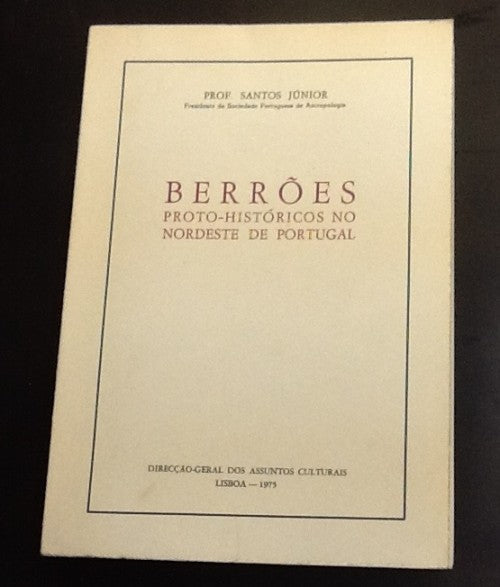 PROF. SANTOS JÚNIOR
Presidente da Sociedade Portuguesa de Antropologia
BERRÕES
PROTO-HISTÓRICOS NO
NORDESTE DE PORTUGAL
DIRECÇÃO-GERAL DOS ASSUNTOS CULTURAIS
LISBOA — 1975